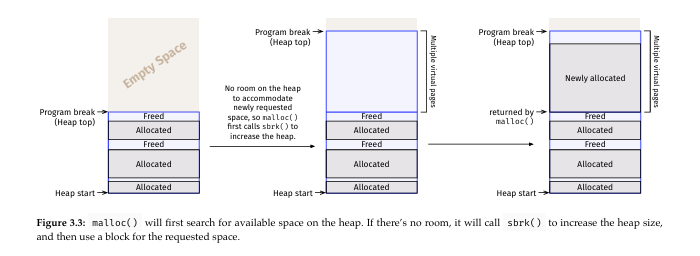 Empty Space
Program break
(Heap top)
Freed
Allocated
Freed
Allocated
Allocated
Heap start
No room on the heap
to accommodate
newly requested
space, so malloc()
first calls sbrk() to
increase the heap.
Program break
(Heap top)
Multiple virtual pages
Freed
Allocated
Freed
Allocated
Allocated
Heap start
Program break
(Heap top)
Newly allocated
Multiple virtual pages
returned by
malloc()
Freed
Allocated
Freed
Allocated
Allocated
Heap start
Figure 3.3: malloc() will first search for available space on the heap. If there's no room, it will call sbrk() to increase the heap size,
and then use a block for the requested space.